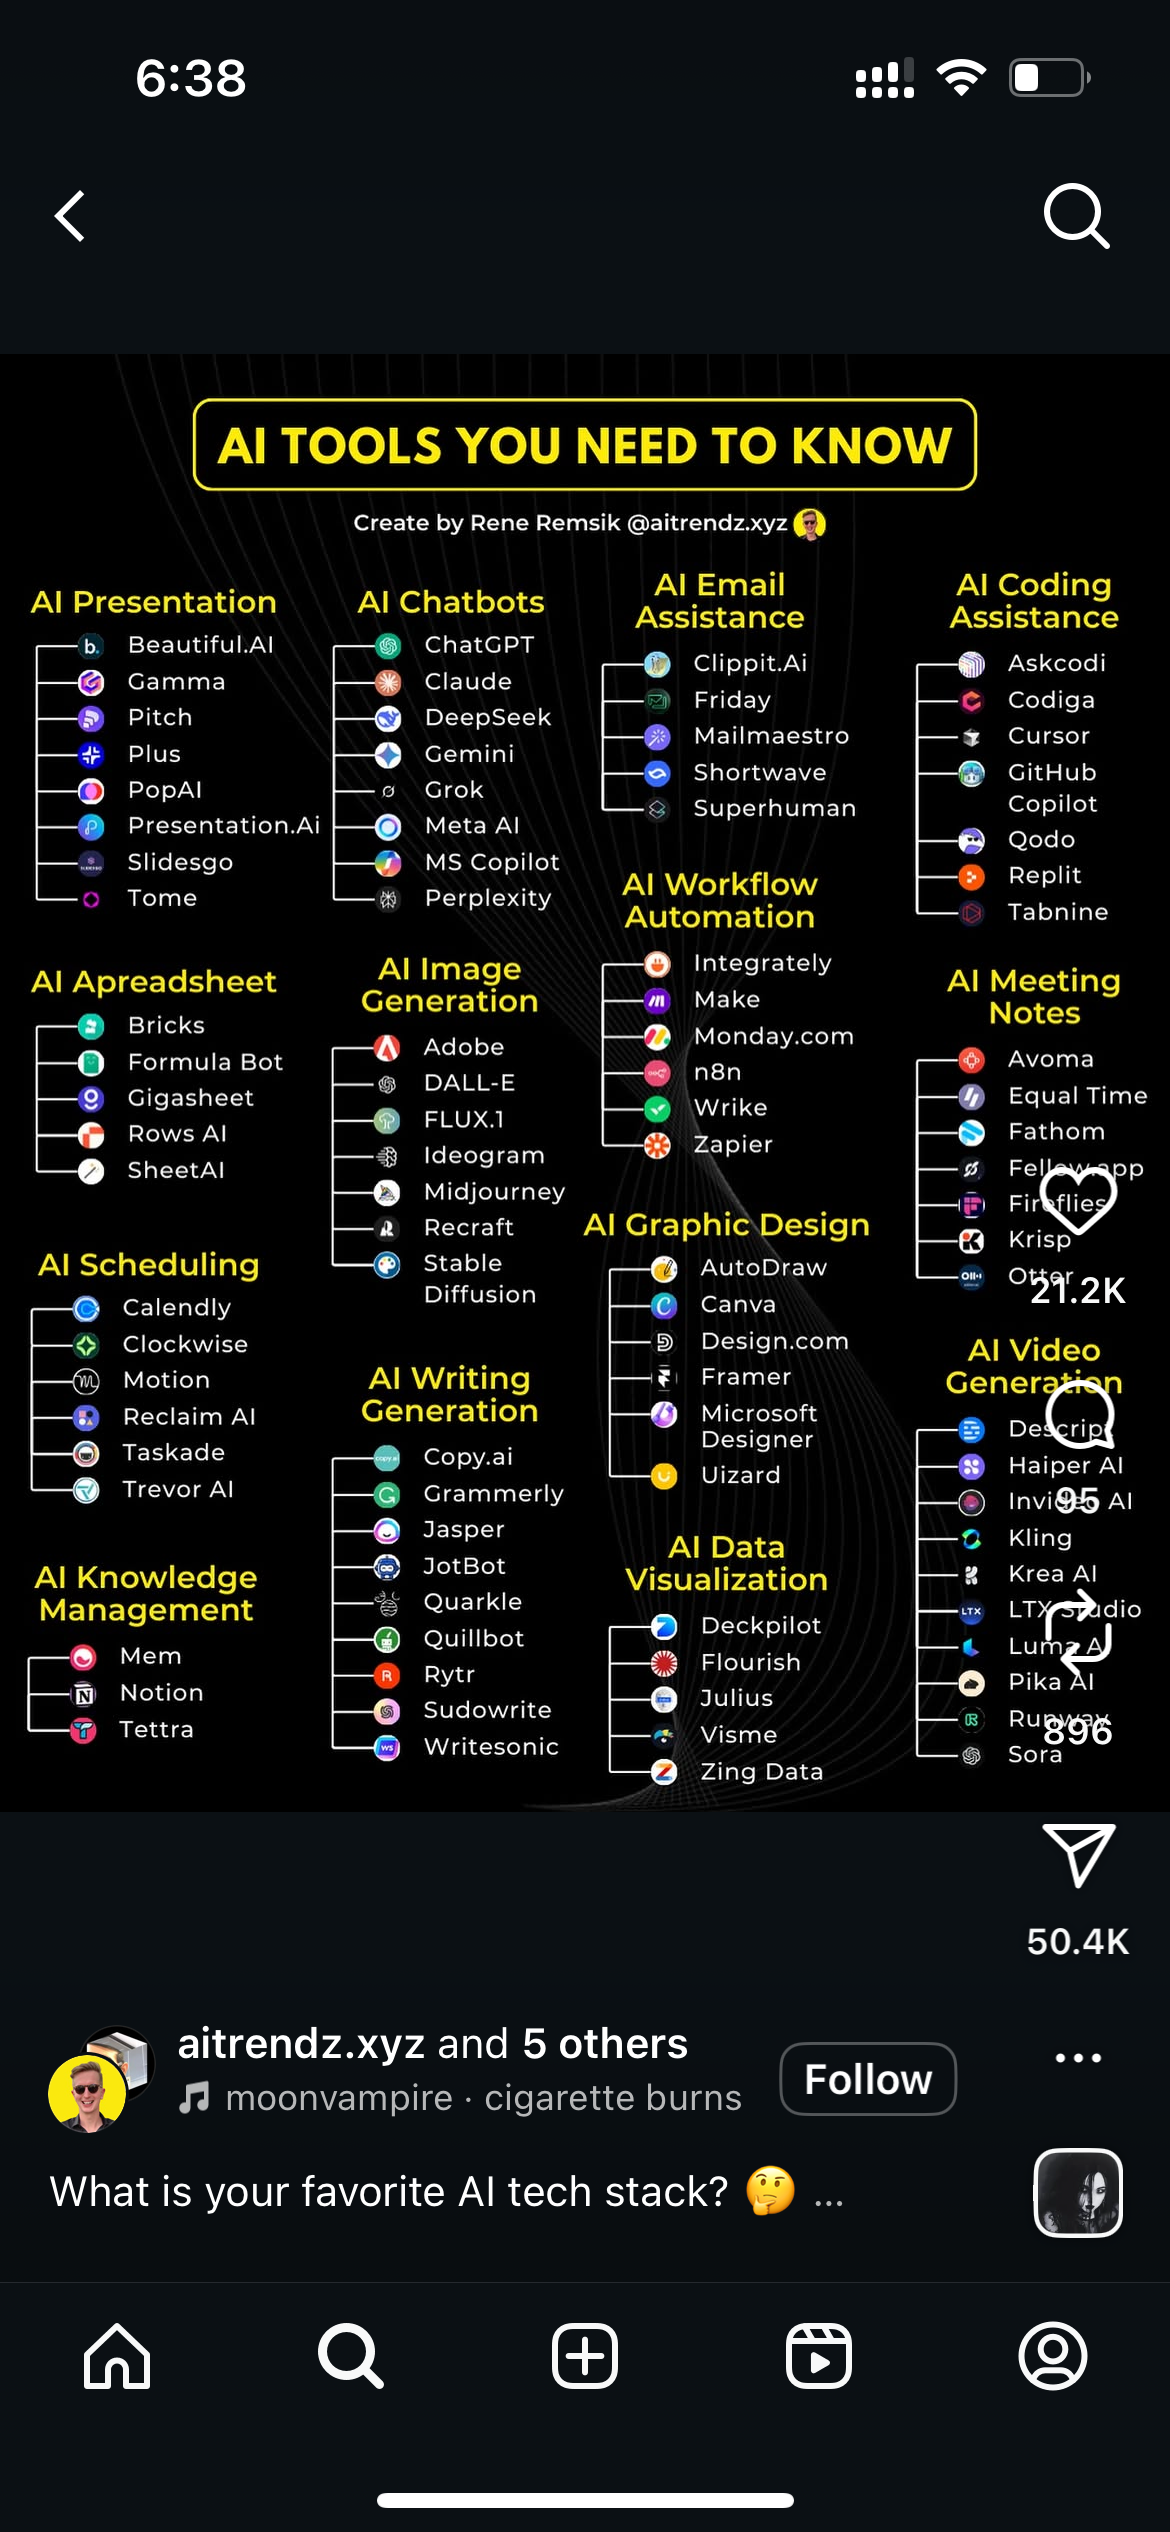 6:38
AI TOOLS YOU NEED TO KNOW
Create by Rene Remsik @aitrendz.xyz
AI Presentation
Beautiful.AI
Gamma
Pitch
Plus
PopAI
Presentation.Ai
Slidesgo
Tome
AI Apreadsheet
Bricks
Formula Bot
Gigasheet
Rows AI
SheetAI
AI Scheduling
Calendly
Clockwise
Motion
Reclaim AI
Taskade
Trevor AI
AI Knowledge
Management
Mem
Notion
Tettra
AI Chatbots
ChatGPT
Claude
DeepSeek
Gemini
Grok
Meta AI
MS Copilot
Perplexity
AI Image
Generation
Adobe
DALL-E
FLUX.1
Ideogram
Midjourney
Recraft
Stable
Diffusion
AI Writing
Generation
Copy.ai
Grammerly
Jasper
JotBot
Quarkle
Quillbot
Rytr
Sudowrite
Writesonic
AI Email
Assistance
Clippit.Ai
Friday
Mailmaestro
Shortwave
Superhuman
AI Workflow
Automation
Integrately
Make
Monday.com
n8n
Wrike
Zapier
AI Graphic Design
AutoDraw
Canva
Design.com
Framer
Microsoft
Designer
Uizard
AI Data
Visualization
Deckpilot
Flourish
Julius
Visme
Zing Data
AI Coding
Assistance
Askcodi
Codiga
Cursor
GitHub
Copilot
Qodo
Replit
Tabnine
AI Meeting
Notes
Avoma
Equal Time
Fathom
Fellow.app
Fireflies
Krisp
Otter
AI Video
Generation
Descript
Haiper AI
Invideo AI
Kling
Krea AI
LTX Studio
Luma AI
Pika AI
Runway
Sora
21.2K
95
896
50.4K
aitrendz.xyz and 5 others
moonvampire · cigarette burns
Follow
What is your favorite AI tech stack? 🤔 ...